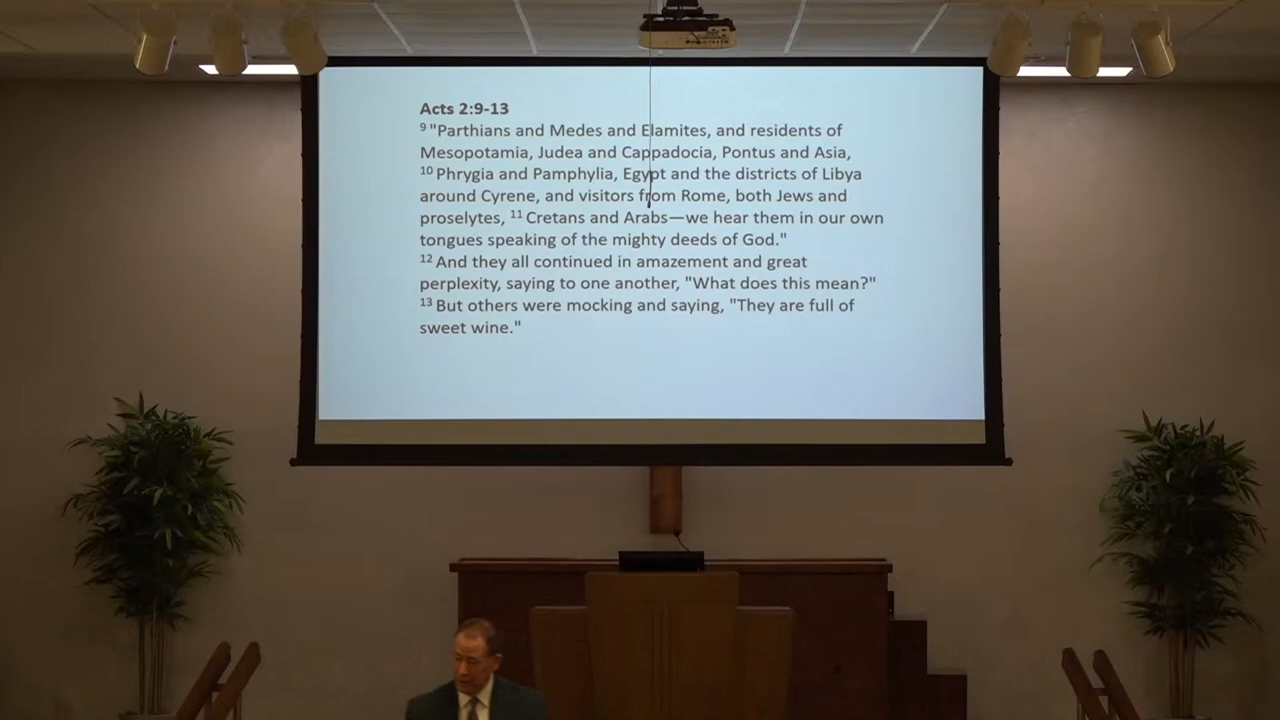 Acts 2:9-13
9 "Parthians and Medes and Elamites, and residents of
Mesopotamia, Judea and Cappadocia, Pontus and Asia,
10 Phrygia and Pamphylia, Egypt and the districts of Libya
around Cyrene, and visitors from Rome, both Jews and
proselytes, 11 Cretans and Arabs—we hear them in our own
tongues speaking of the mighty deeds of God."
12 And they all continued in amazement and great
perplexity, saying to one another, "What does this mean?"
13 But others were mocking and saying, "They are full of
sweet wine."